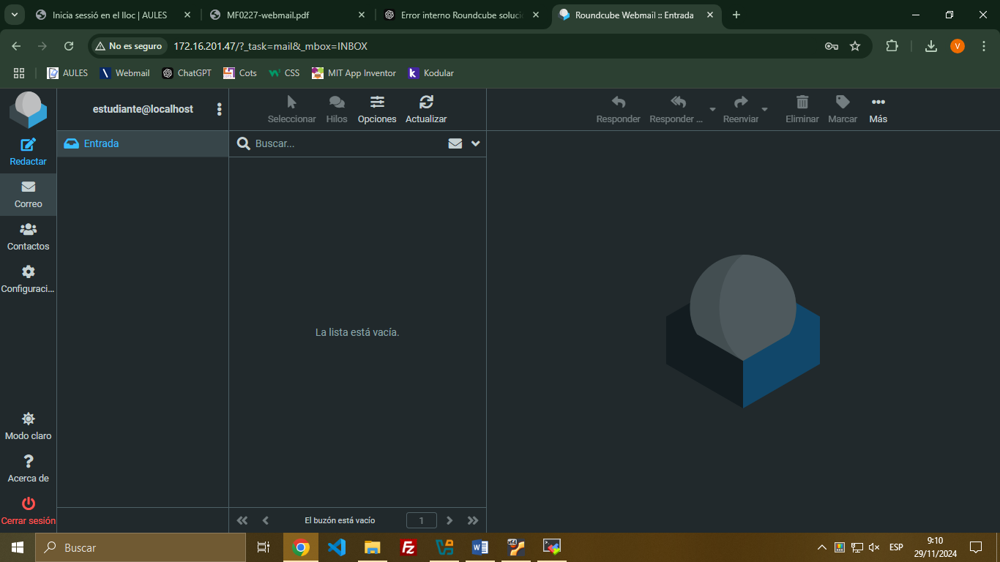 Inicia sessió en el lloc | AULES
MF0227-webmail.pdf
Error interno Roundcube soluci
Roundcube Webmail :: Entrada
No es seguro
172.16.201.47/?_task=mail&_mbox=INBOX
V
AULES
Webmail
ChatGPT
Cots
CSS
MIT App Inventor
Kodular
estudiante@localhost
Seleccionar
Hilos
Opciones
Actualizar
Responder
Responder ...
Reenviar
Eliminar
Marcar
Más
Redactar
Correo
Contactos
Configuraci...
Modo claro
Acerca de
Cerrar sesión
Entrada
Buscar...
La lista está vacía.
El buzón está vacío
1
Buscar
ESP
9:10
29/11/2024